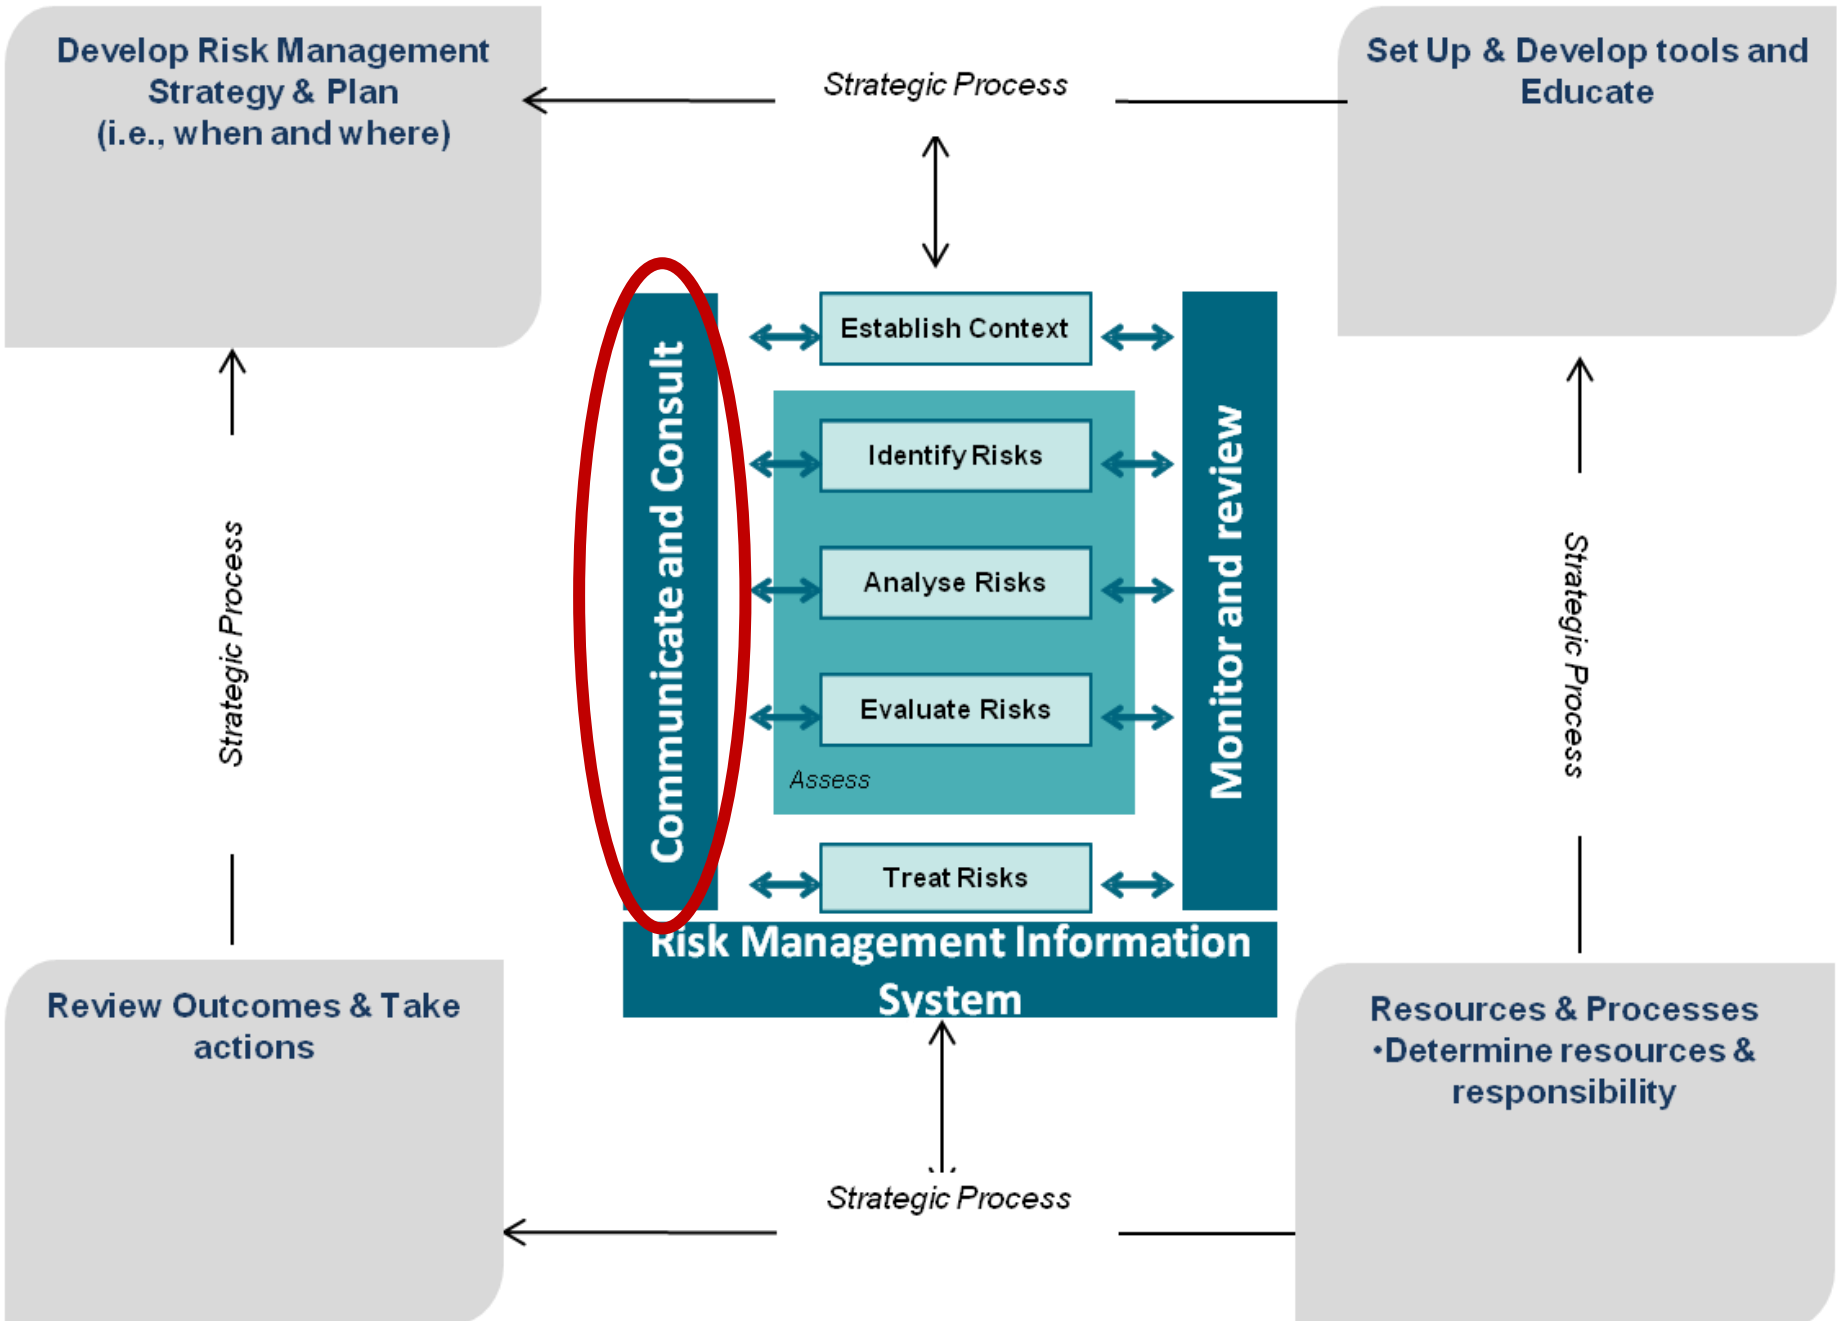 Develop Risk Management
Strategy & Plan
(i.e., when and where)
Strategic Process
Set Up & Develop tools and
Educate
Strategic Process
Communicate and Consult
Establish Context
Identify Risks
Analyse Risks
Evaluate Risks
Assess
Treat Risks
Monitor and review
Strategic Process
Risk Management Information
System
Review Outcomes & Take
actions
Strategic Process
Resources & Processes
•Determine resources &
responsibility